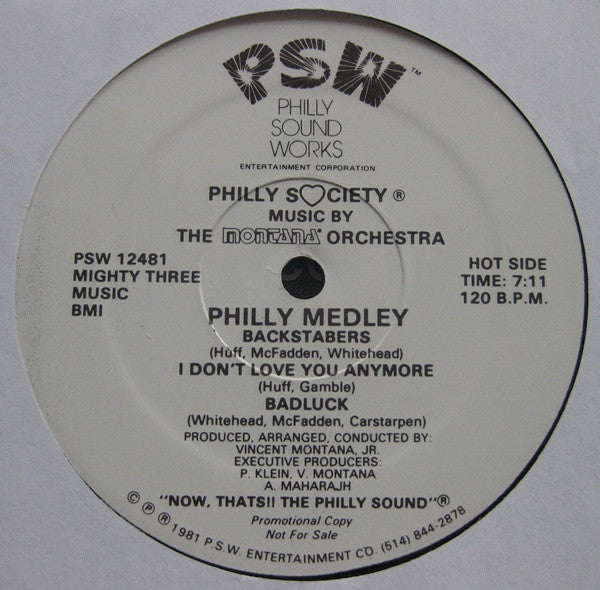 PSW™
PHILLY
SOUND
WORKS
ENTERTAINMENT CORPORATION
PHILLY S♡CIETY ®
MUSIC BY
THE MONTANA® ORCHESTRA
PSW 12481
MIGHTY THREE
MUSIC
BMI
HOT SIDE
TIME: 7:11
120 B.P.M.
PHILLY MEDLEY
BACKSTABERS
(Huff, McFadden, Whitehead)
I DON'T LOVE YOU ANYMORE
(Huff, Gamble)
BADLUCK
(Whitehead, McFadden, Carstarpen)
PRODUCED, ARRANGED, CONDUCTED BY:
VINCENT MONTANA, JR.
EXECUTIVE PRODUCERS:
P. KLEIN, V. MONTANA
A. MAHARAJH
"NOW, THATS!! THE PHILLY SOUND"®
Promotional Copy
Not For Sale
© ℗ ® 1981 P.S.W. ENTERTAINMENT CO. (514) 844-2878